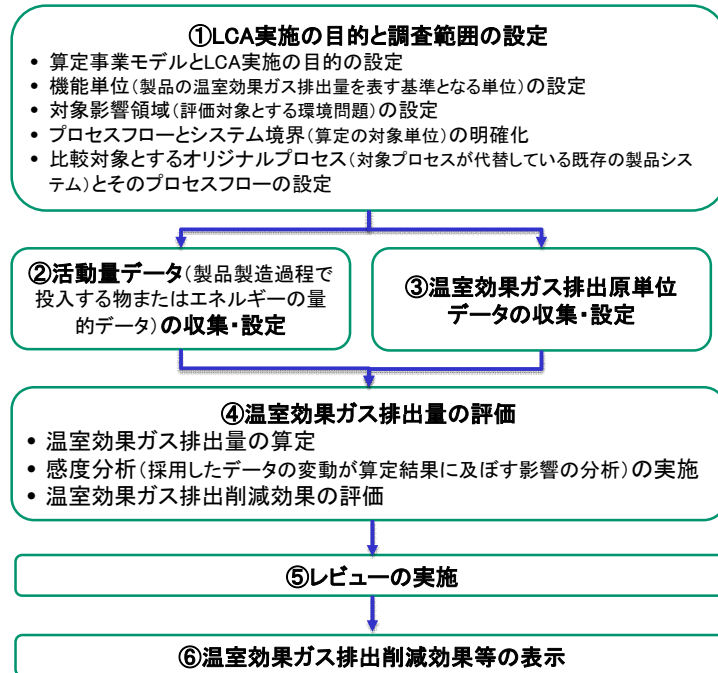 ①LCA実施の目的と調査範囲の設定
• 算定事業モデルとLCA実施の目的の設定
• 機能単位(製品の温室効果ガス排出量を表す基準となる単位)の設定
• 対象影響領域(評価対象とする環境問題)の設定
• プロセスフローとシステム境界(算定の対象単位)の明確化
• 比較対象とするオリジナルプロセス(対象プロセスが代替している既存の製品シス
テム)とそのプロセスフローの設定
②活動量データ(製品製造過程で
投入する物またはエネルギーの量
的データ)の収集・設定
③温室効果ガス排出原単位
データの収集・設定
④温室効果ガス排出量の評価
• 温室効果ガス排出量の算定
• 感度分析(採用したデータの変動が算定結果に及ぼす影響の分析)の実施
• 温室効果ガス排出削減効果の評価
⑤レビューの実施
⑥温室効果ガス排出削減効果等の表示